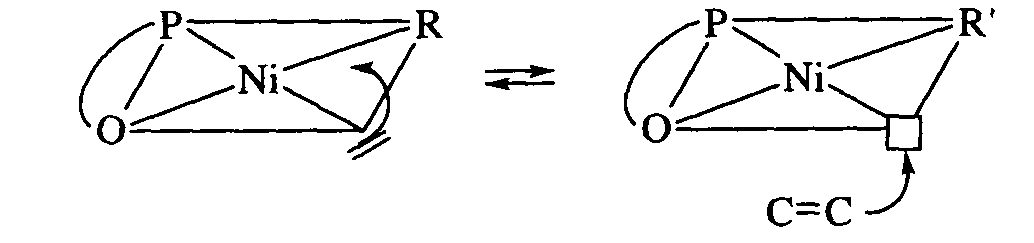 P R P R'
Ni Ni
O O
C=C